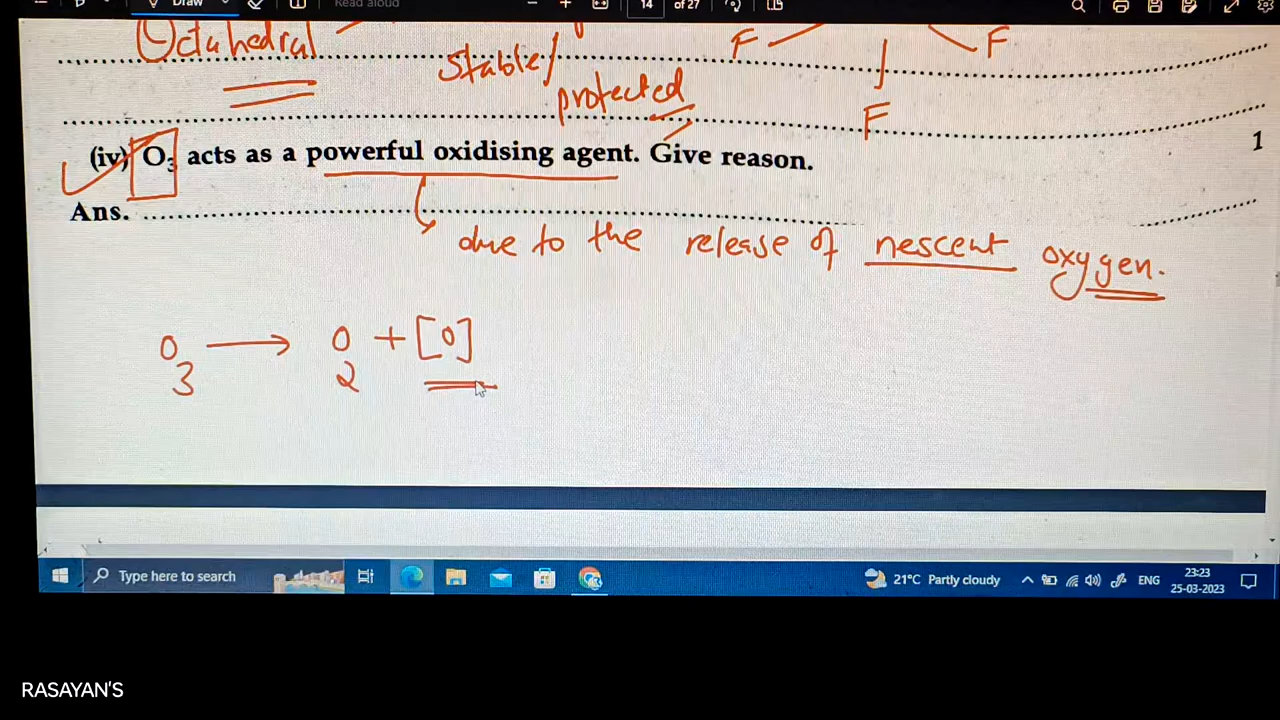 Draw
Read aloud
14 of 27
Octahedral
stable/
protected
F
F
F
(iv) O3 acts as a powerful oxidising agent. Give reason.
1
Ans.
due to the release of nescent oxygen.
O3 → O2 + [O]
Type here to search
21°C Partly cloudy
ENG
23:23
25-03-2023
RASAYAN'S